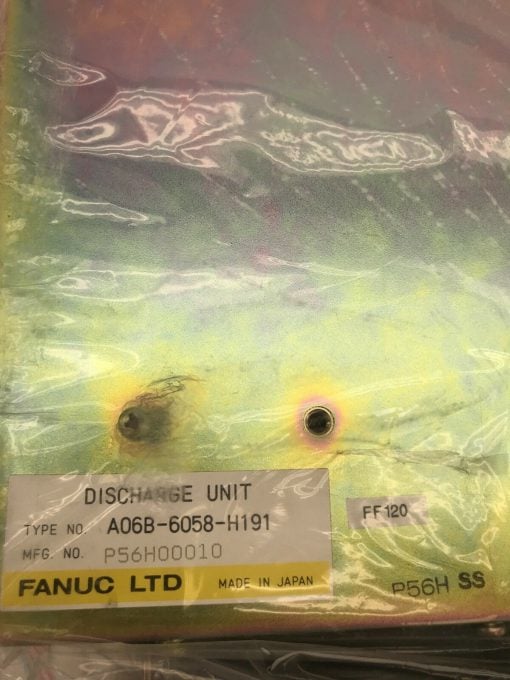 DISCHARGE UNIT
TYPE NO. A06B-6058-H191
MFG. NO. P56H00010
FANUC LTD MADE IN JAPAN
FF120
P56H SS